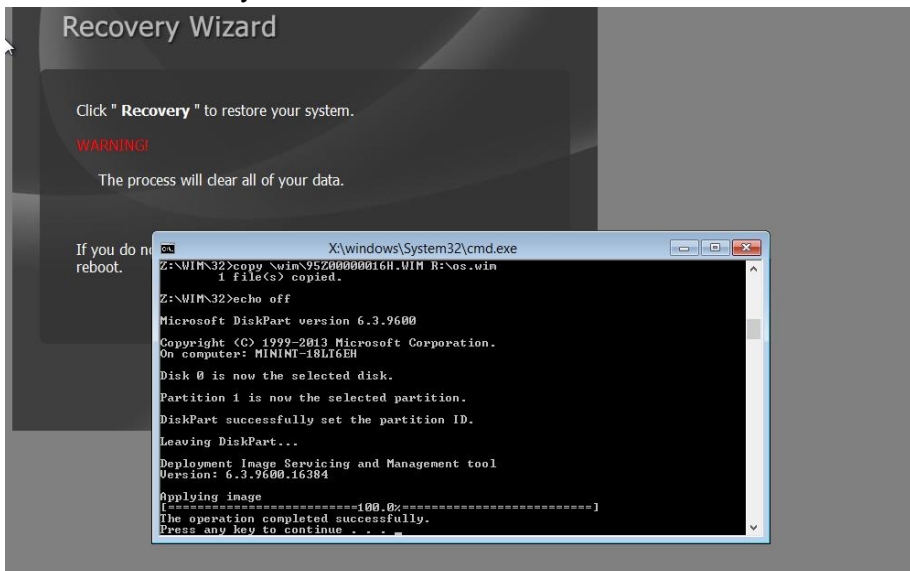 Recovery Wizard
Click " Recovery " to restore your system.
WARNING!
The process will clear all of your data.
If you do no
reboot.
X:\windows\System32\cmd.exe
Z:\WIM\32>copy \wim\95Z00000016H.WIM R:\os.wim
1 file(s) copied.
Z:\WIM\32>echo off
Microsoft DiskPart version 6.3.9600
Copyright (C) 1999-2013 Microsoft Corporation.
On computer: MININT-18LT6EH
Disk 0 is now the selected disk.
Partition 1 is now the selected partition.
DiskPart successfully set the partition ID.
Leaving DiskPart...
Deployment Image Servicing and Management tool
Version: 6.3.9600.16384
Applying image
[==========================100.0%==========================]
The operation completed successfully.
Press any key to continue . . . _